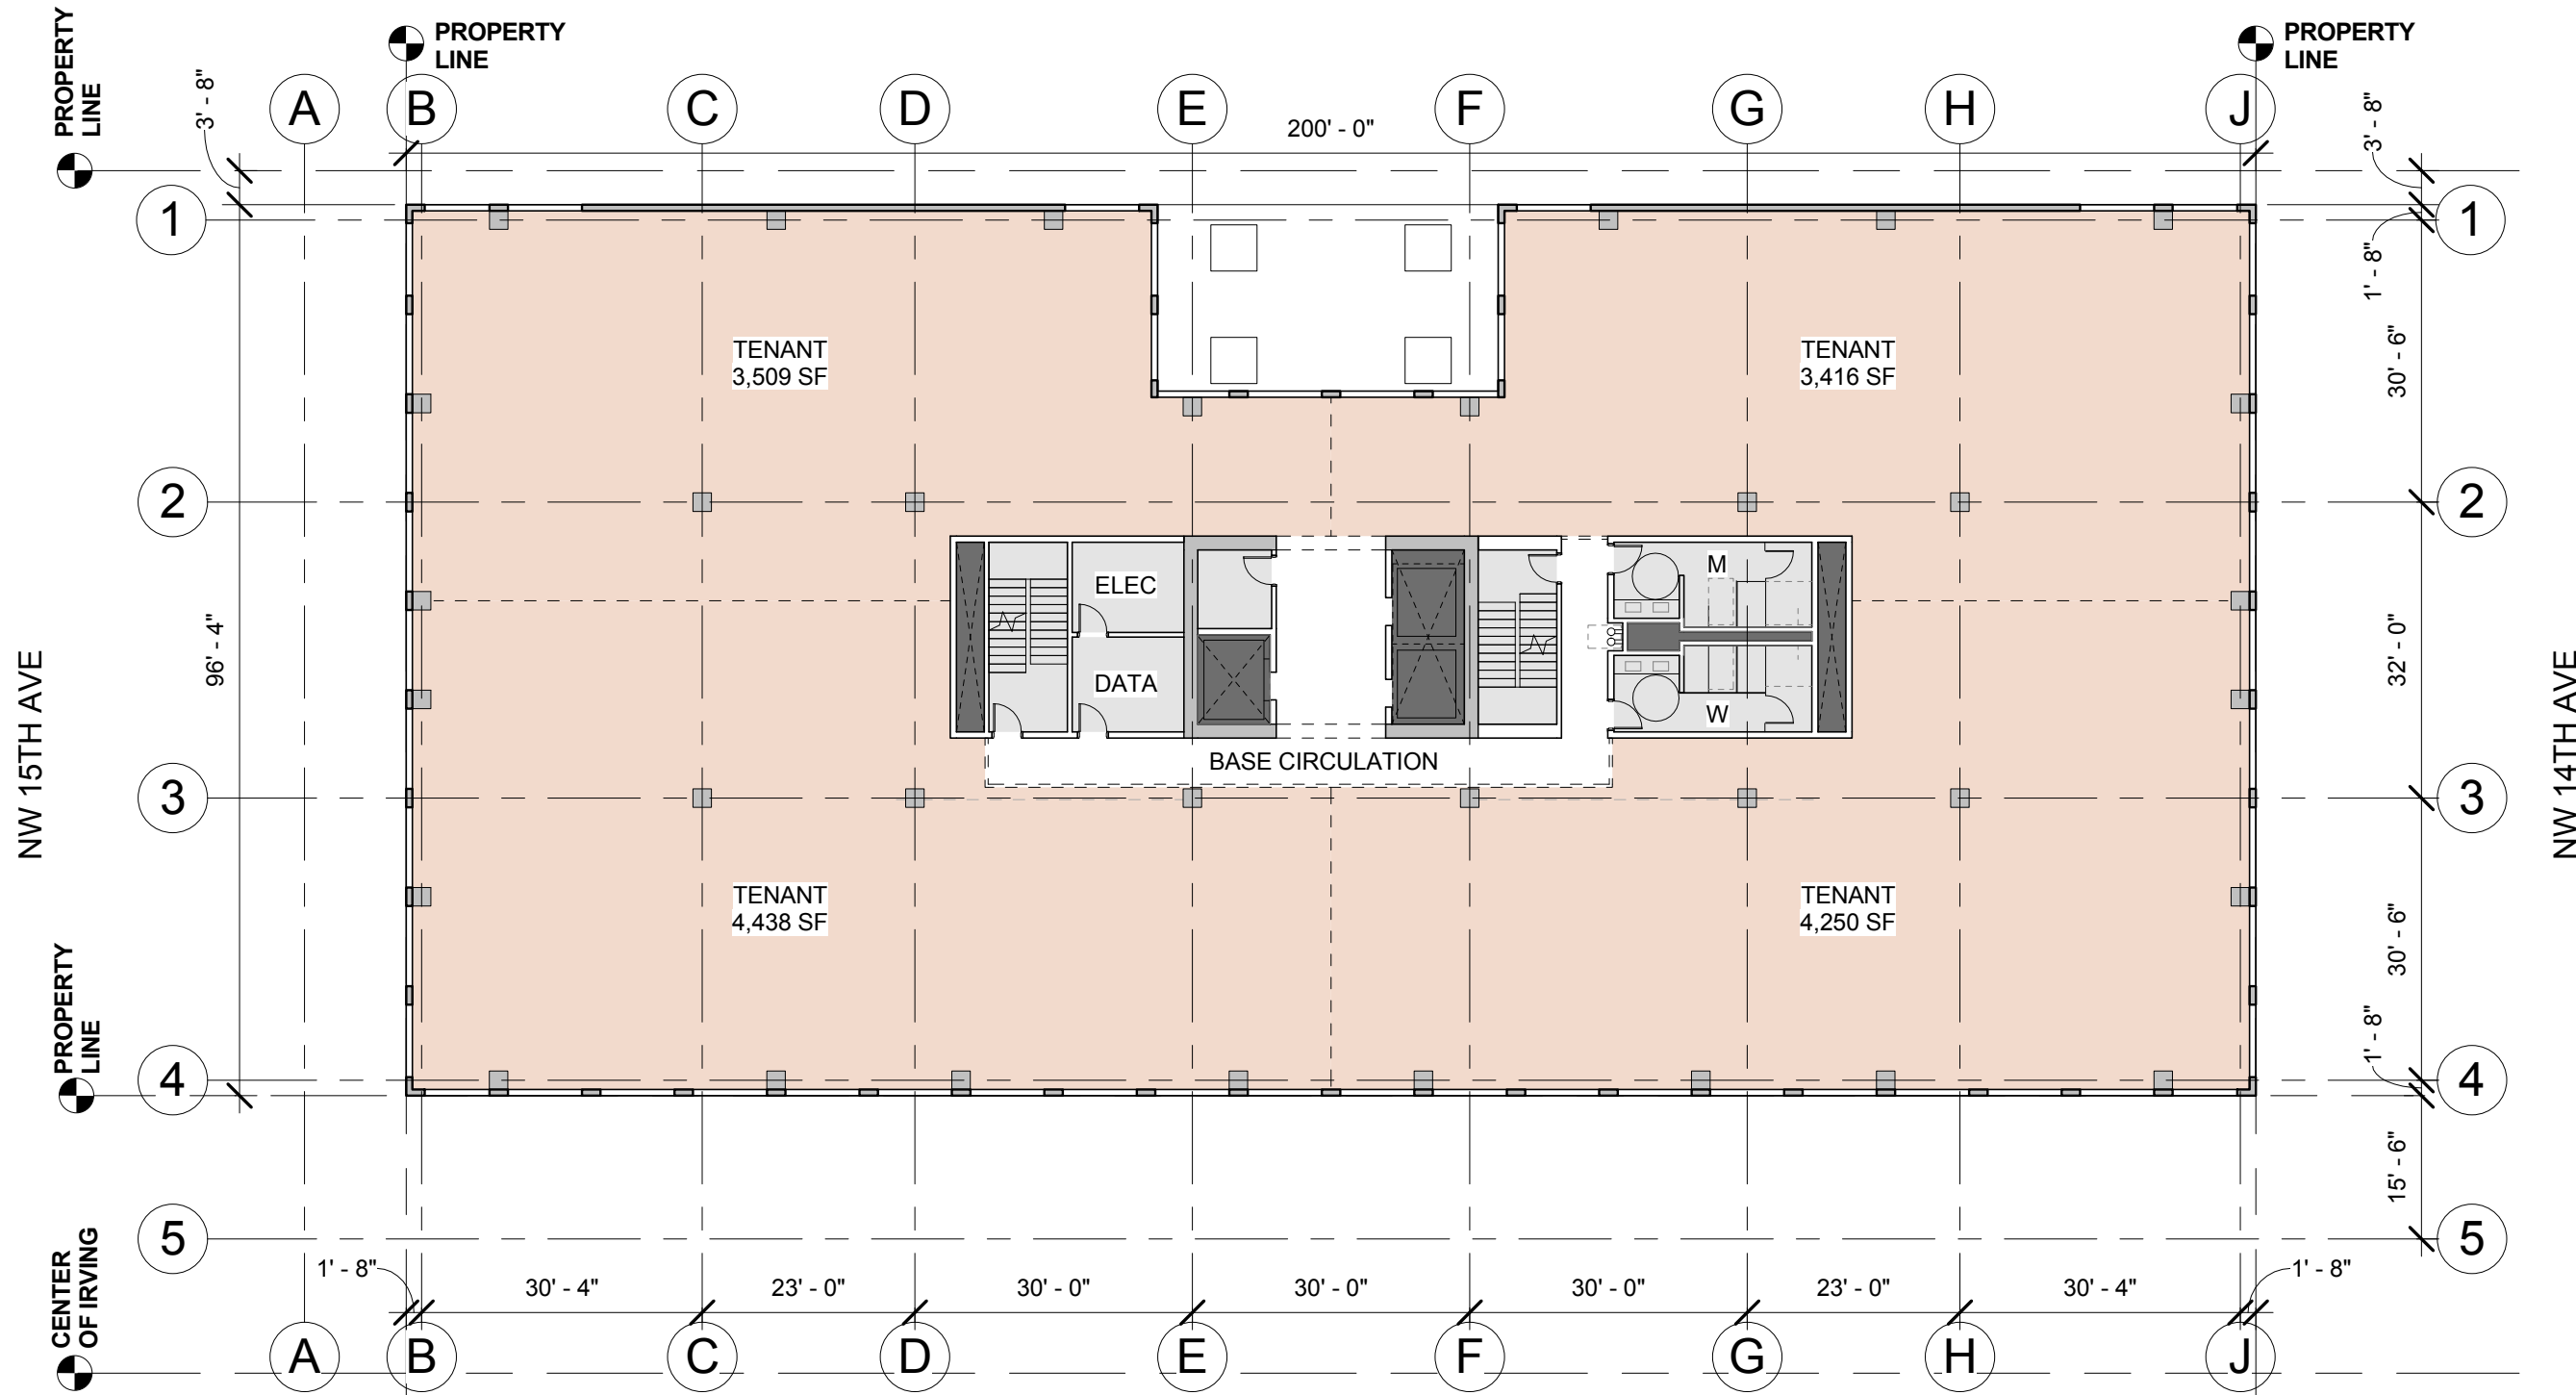 PROPERTY
LINE
PROPERTY
LINE
PROPERTY
LINE
A
B
C
D
E
F
G
H
J
200' - 0"
3' - 8"
3' - 8"
1
1
1' - 8"
TENANT
3,509 SF
TENANT
3,416 SF
30' - 6"
2
2
ELEC
M
96' - 4"
32' - 0"
DATA
W
NW 15TH AVE
NW 14TH AVE
BASE CIRCULATION
3
3
TENANT
4,438 SF
TENANT
4,250 SF
30' - 6"
PROPERTY
LINE
1' - 8"
4
4
15' - 6"
5
5
CENTER
OF IRVING
1' - 8"
30' - 4"
23' - 0"
30' - 0"
30' - 0"
30' - 0"
23' - 0"
30' - 4"
1' - 8"
A
B
C
D
E
F
G
H
J